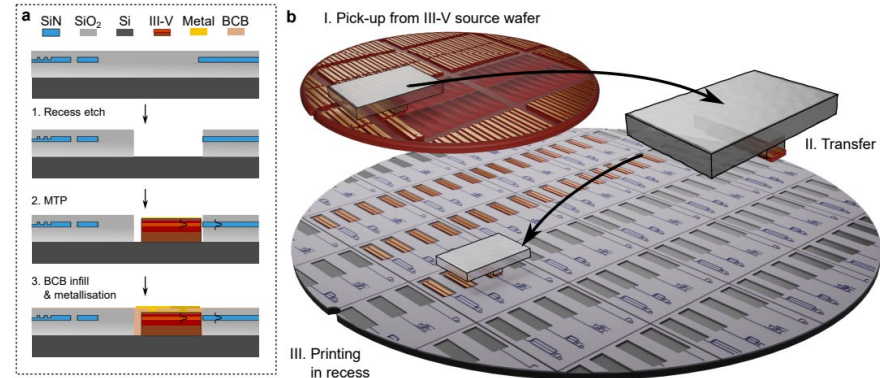 a
SiN SiO₂ Si III-V Metal BCB
1. Recess etch
2. MTP
3. BCB infill
& metallisation
b
I. Pick-up from III-V source wafer
II. Transfer
III. Printing
in recess